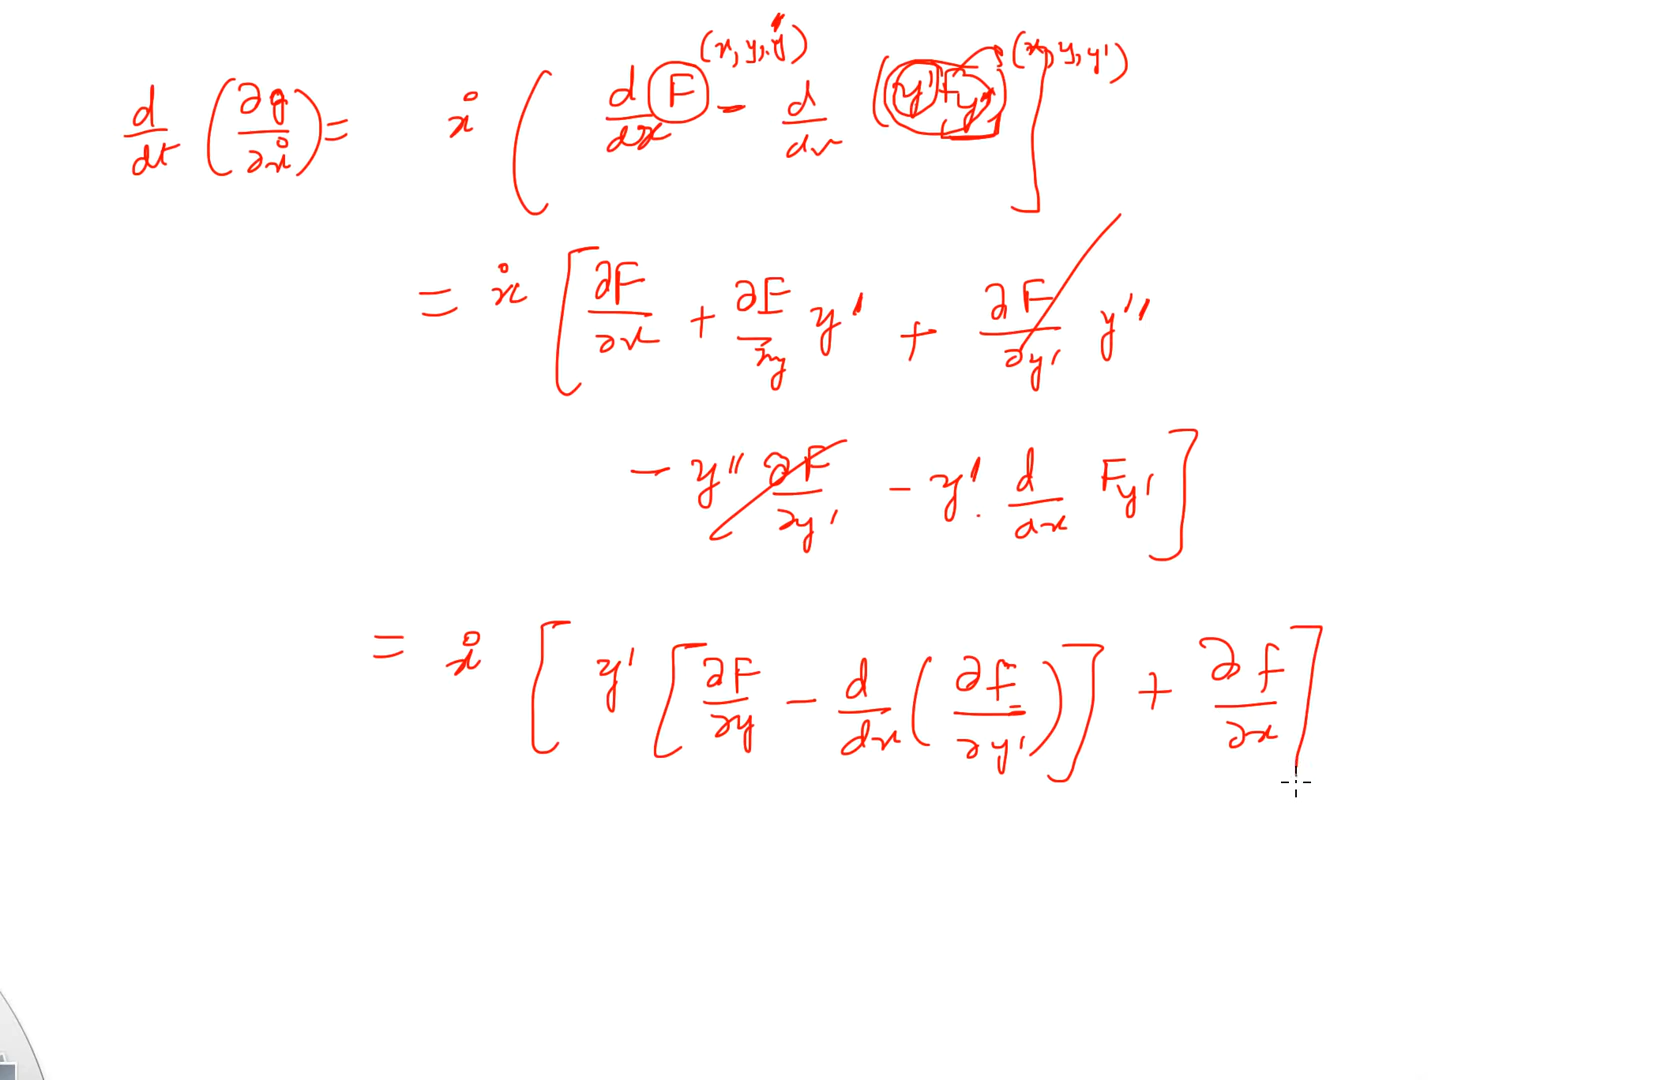 (x, y, y')
(x, y, y')
d/dt (∂g/∂ẋ) = ẋ ( d/dx F - d/dx (y' F_y') ]
= ẋ [ ∂F/∂x + ∂F/∂y y' + ∂F/∂y' y''
- y'' ∂F/∂y' - y'. d/dx F_y' ]
= ẋ [ y' [ ∂F/∂y - d/dx ( ∂F/∂y' ) ] + ∂f/∂x ]